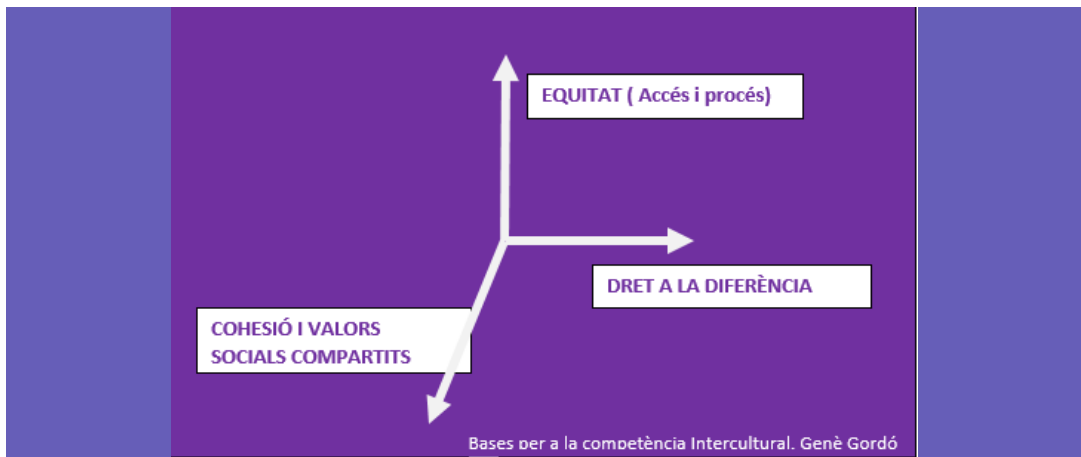 EQUITAT ( Accés i procés)
DRET A LA DIFERÈNCIA
COHESIÓ I VALORS
SOCIALS COMPARTITS
Bases per a la competència Intercultural. Genè Gordó